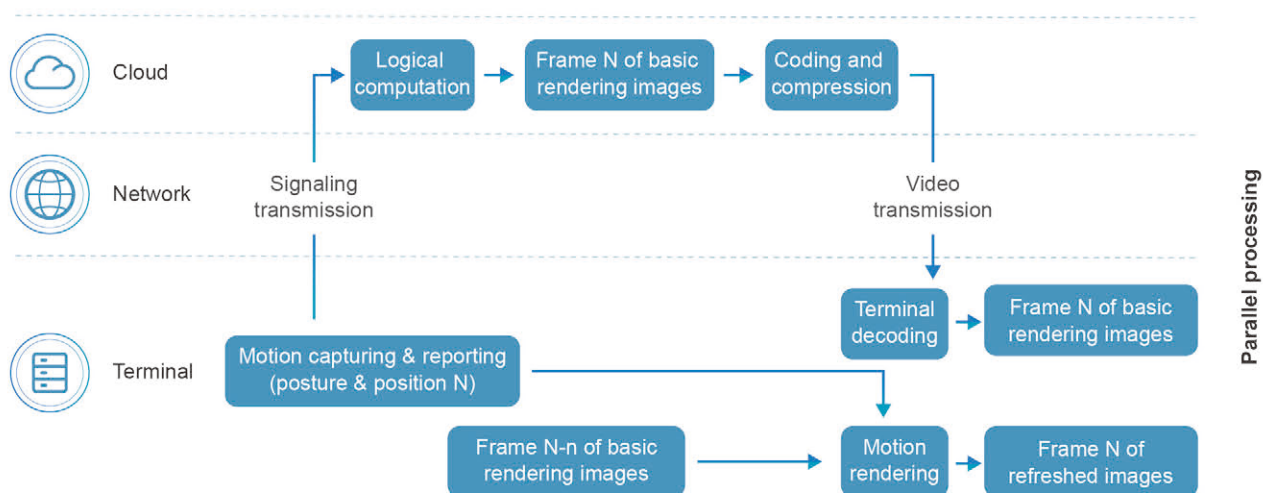 Cloud
Logical
computation
Frame N of basic
rendering images
Coding and
compression
Network
Signaling
transmission
Video
transmission
Terminal
Motion capturing & reporting
(posture & position N)
Terminal
decoding
Frame N of basic
rendering images
Frame N-n of basic
rendering images
Motion
rendering
Frame N of
refreshed images
Parallel processing